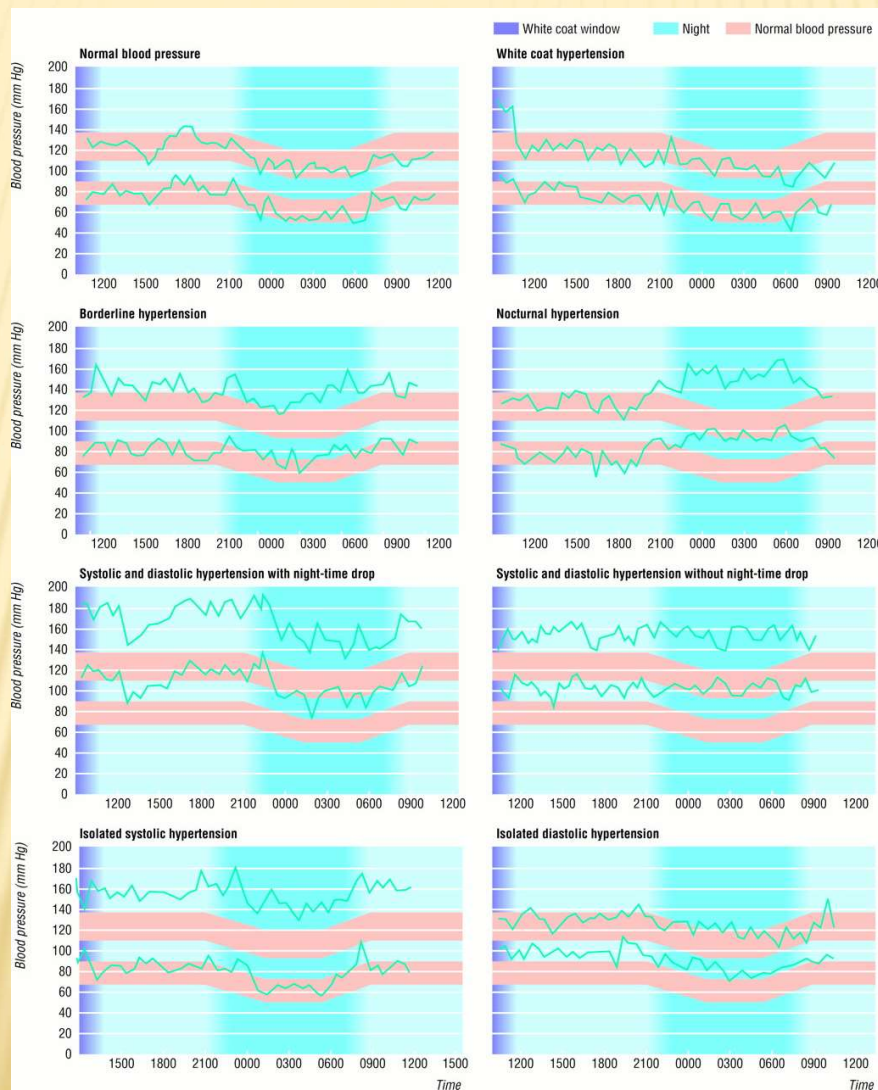 White coat window Night Normal blood pressure
Normal blood pressure
Blood pressure (mm Hg)
200
180
160
140
120
100
80
60
40
20
0
1200 1500 1800 2100 0000 0300 0600 0900 1200
White coat hypertension
1200 1500 1800 2100 0000 0300 0600 0900 1200
Borderline hypertension
Blood pressure (mm Hg)
200
180
160
140
120
100
80
60
40
20
0
1200 1500 1800 2100 0000 0300 0600 0900 1200
Nocturnal hypertension
1200 1500 1800 2100 0000 0300 0600 0900 1200
Systolic and diastolic hypertension with night-time drop
Blood pressure (mm Hg)
200
180
160
140
120
100
80
60
40
20
0
1200 1500 1800 2100 0000 0300 0600 0900 1200
Systolic and diastolic hypertension without night-time drop
1200 1500 1800 2100 0000 0300 0600 0900 1200
Isolated systolic hypertension
Blood pressure (mm Hg)
200
180
160
140
120
100
80
60
40
20
0
1500 1800 2100 0000 0300 0600 0900 1200 1500
Time
Isolated diastolic hypertension
1200 1500 1800 2100 0000 0300 0600 0900 1200
Time